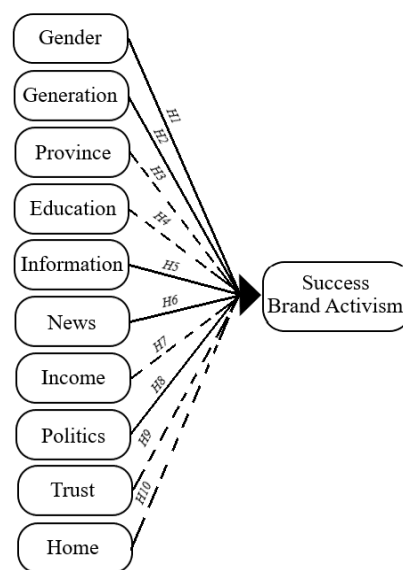 Gender
H1
Generation
H2
Province
H3
Education
H4
Information
H5
Success
Brand Activism
News
H6
Income
H7
Politics
H8
Trust
H9
Home
H10